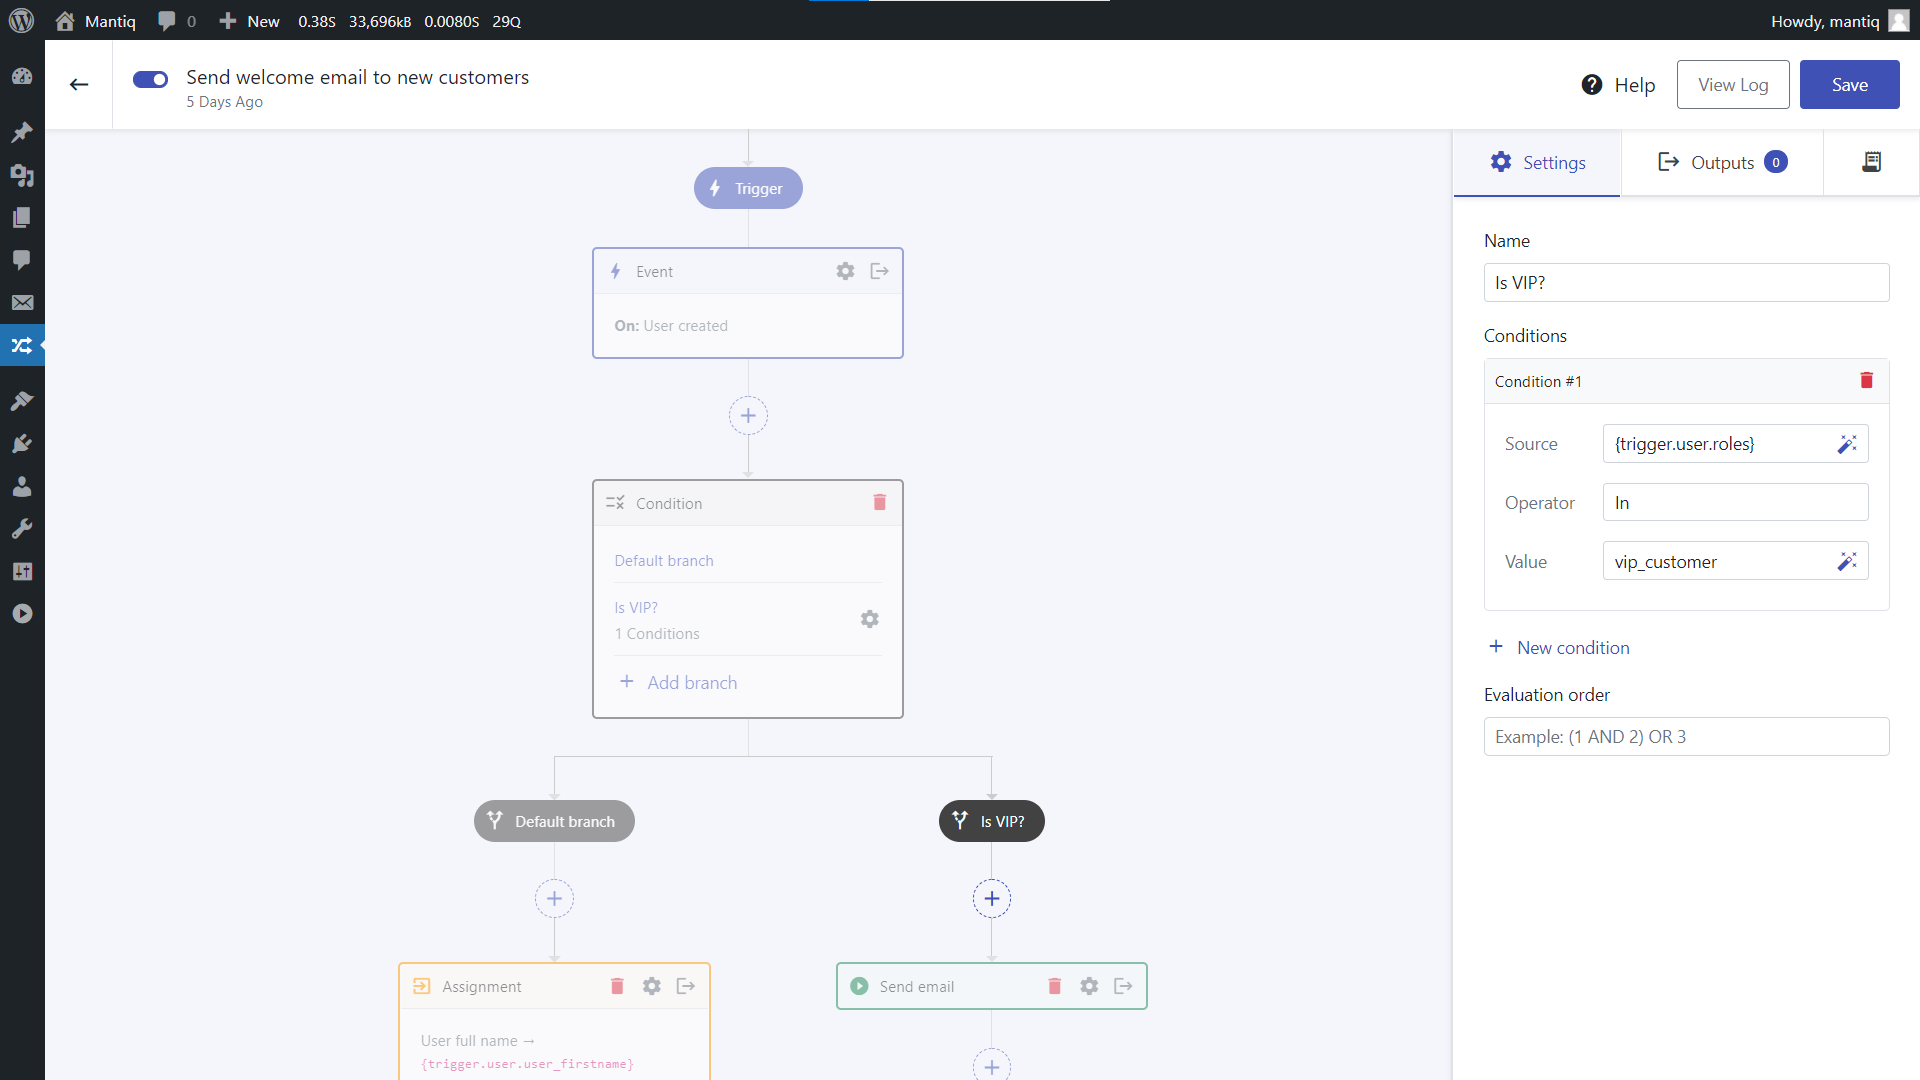 Mantiq 0 New 0.38S 33,696KB 0.0080S 29Q Howdy, mantiq
Send welcome email to new customers
5 Days Ago
Help View Log Save
Trigger
Event
On: User created
Condition
Default branch
Is VIP?
1 Conditions
Add branch
Default branch
Is VIP?
Assignment
User full name →
{trigger.user.user_firstname}
Send email
Settings
Outputs 0
Name
Is VIP?
Conditions
Condition #1
Source {trigger.user.roles}
Operator In
Value vip_customer
New condition
Evaluation order
Example: (1 AND 2) OR 3